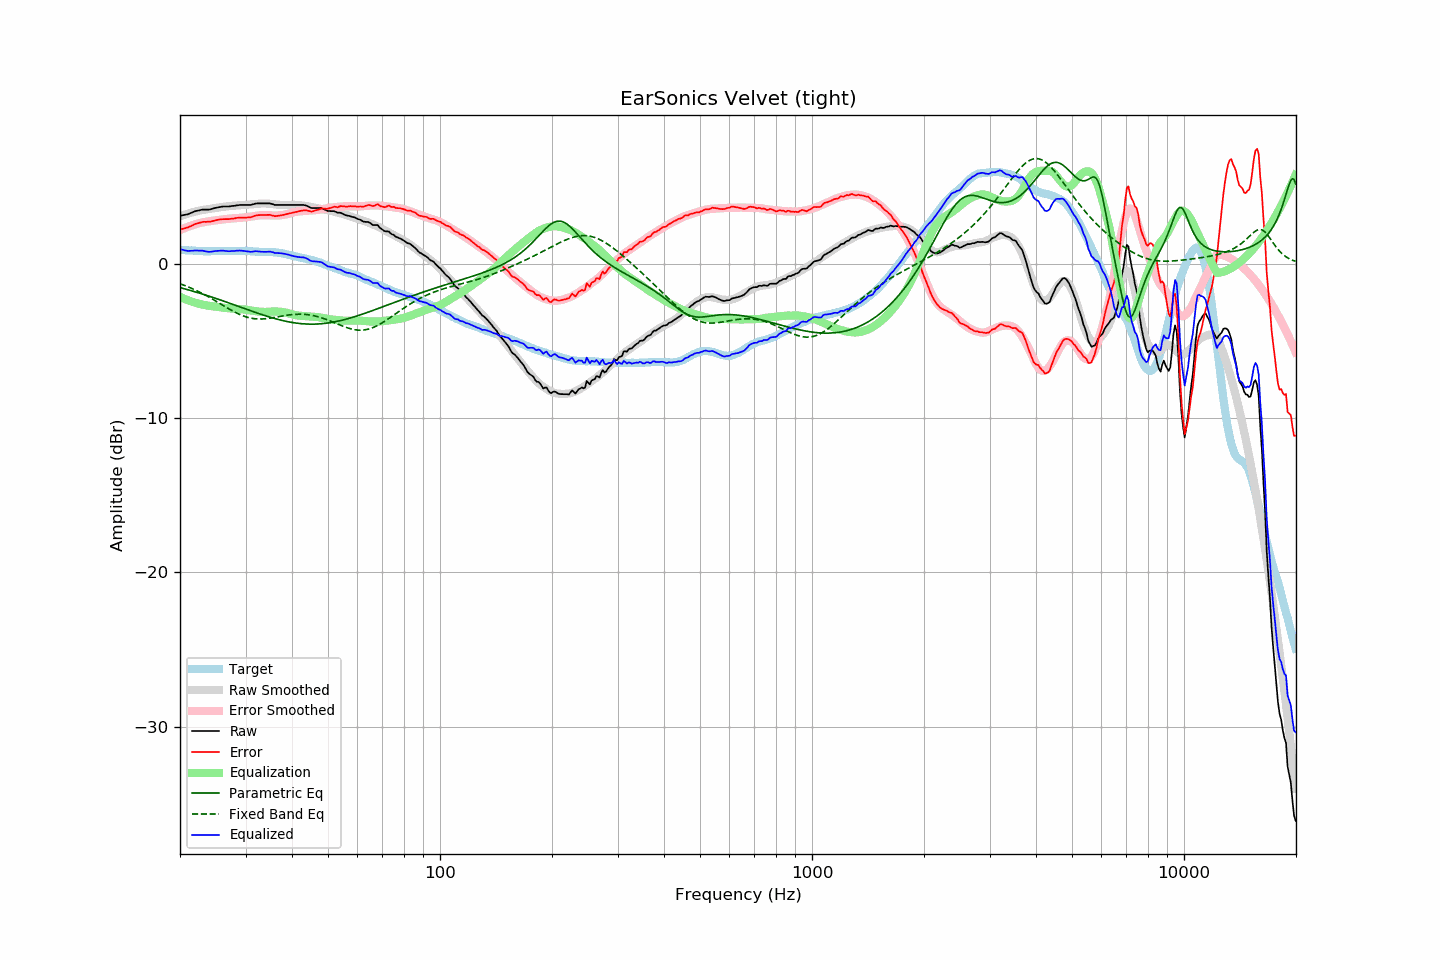 EarSonics Velvet (tight)
Amplitude (dBr)
0
−10
−20
−30
Target
Raw Smoothed
Error Smoothed
Raw
Error
Equalization
Parametric Eq
Fixed Band Eq
Equalized
100
1000
10000
Frequency (Hz)